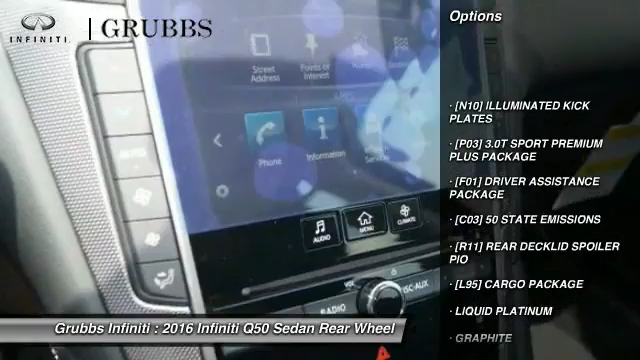 INFINITI
GRUBBS
Options
Street
Address
Points of
Interest
Phone
Information
AUDIO
MENU
CLIMATE
VOL
RADIO
DISC-AUX
· [N10] ILLUMINATED KICK
PLATES
· [P03] 3.0T SPORT PREMIUM
PLUS PACKAGE
· [F01] DRIVER ASSISTANCE
PACKAGE
· [C03] 50 STATE EMISSIONS
· [R11] REAR DECKLID SPOILER
PIO
· [L95] CARGO PACKAGE
· LIQUID PLATINUM
· GRAPHITE
Grubbs Infiniti : 2016 Infiniti Q50 Sedan Rear Wheel